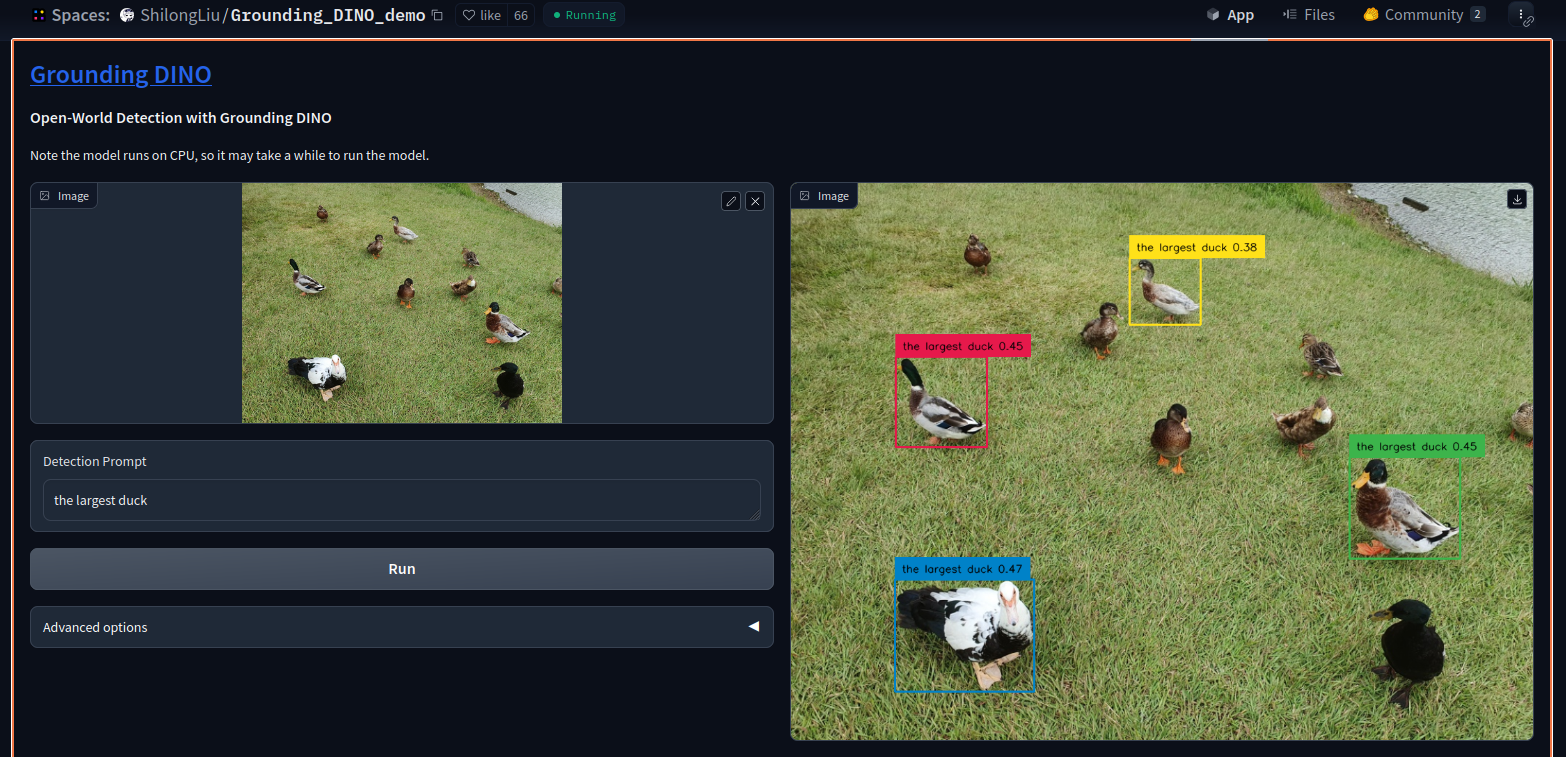 Spaces: ShilongLiu/Grounding_DINO_demo like 66 Running App Files Community 2
Grounding DINO
Open-World Detection with Grounding DINO
Note the model runs on CPU, so it may take a while to run the model.
Image
Detection Prompt
the largest duck
Run
Advanced options
Image
the largest duck 0.38
the largest duck 0.45
the largest duck 0.45
the largest duck 0.47